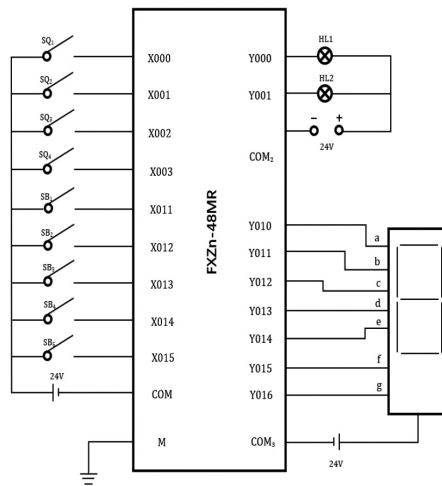 SQ₁
SQ₂
SQ₃
SQ₄
SB₁
SB₂
SB₃
SB₄
SB₅
24V
X000
X001
X002
X003
X011
X012
X013
X014
X015
COM
M
FXZn-48MR
Y000
Y001
COM₂
Y010
Y011
Y012
Y013
Y014
Y015
Y016
COM₃
HL1
HL2
− +
24V
a
b
c
d
e
f
g
24V